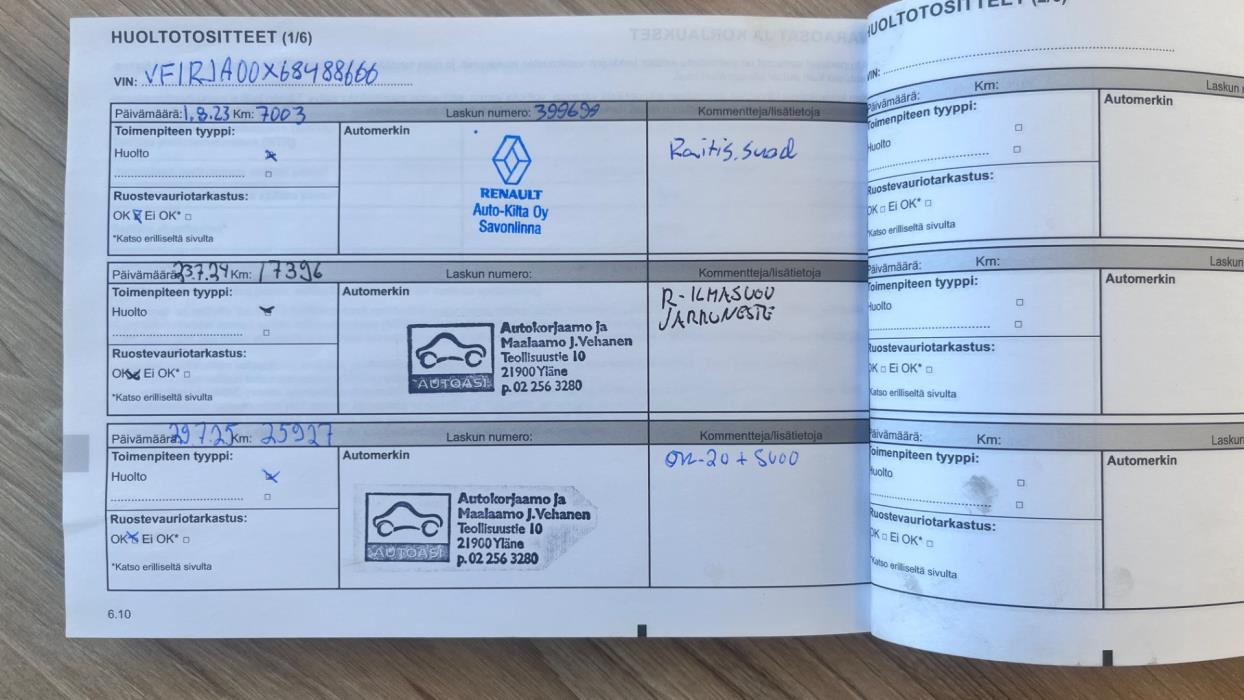 HUOLTOTOSITTEET (1/6)
VIN: VF1RJA00X68488666
Päivämäärä: 1.8.23 Km: 7003 Laskun numero: 399699 Kommentteja/lisätietoja
Toimenpiteen tyyppi: Automerkin
Huolto
Raitis. suod
RENAULT
Auto-Kilta Oy
Savonlinna
Ruostevauriotarkastus:
OK Ei OK*
*Katso erilliseltä sivulta
Päivämäärä: 23.7.24 Km: 17396 Laskun numero: Kommentteja/lisätietoja
Toimenpiteen tyyppi: Automerkin
Huolto
R-ILMASUOD
JARRUNESTE
Autokorjaamo ja
Maalaamo J.Vehanen
Teollisuustie 10
21900 Yläne
p. 02 256 3280
AUTOASI
Ruostevauriotarkastus:
OK Ei OK*
*Katso erilliseltä sivulta
Päivämäärä: 29.7.25 Km: 25927 Laskun numero: Kommentteja/lisätietoja
Toimenpiteen tyyppi: Automerkin
Huolto
Autokorjaamo ja
Maalaamo J.Vehanen
Teollisuustie 10
21900 Yläne
p. 02 256 3280
AUTOASI
Ruostevauriotarkastus:
OK Ei OK*
*Katso erilliseltä sivulta
6.10
HUOLTOTOSITTEET
VIN:
Päivämäärä: Km: Laskun
Toimenpiteen tyyppi: Automerkin
Huolto
Ruostevauriotarkastus:
OK Ei OK*
*Katso erilliseltä sivulta
Päivämäärä: Km: Laskun
Toimenpiteen tyyppi: Automerkin
Huolto
Ruostevauriotarkastus:
OK Ei OK*
*Katso erilliseltä sivulta
Päivämäärä: Km: Laskun
Toimenpiteen tyyppi: Automerkin
Huolto
Ruostevauriotarkastus:
OK Ei OK*
*Katso erilliseltä sivulta